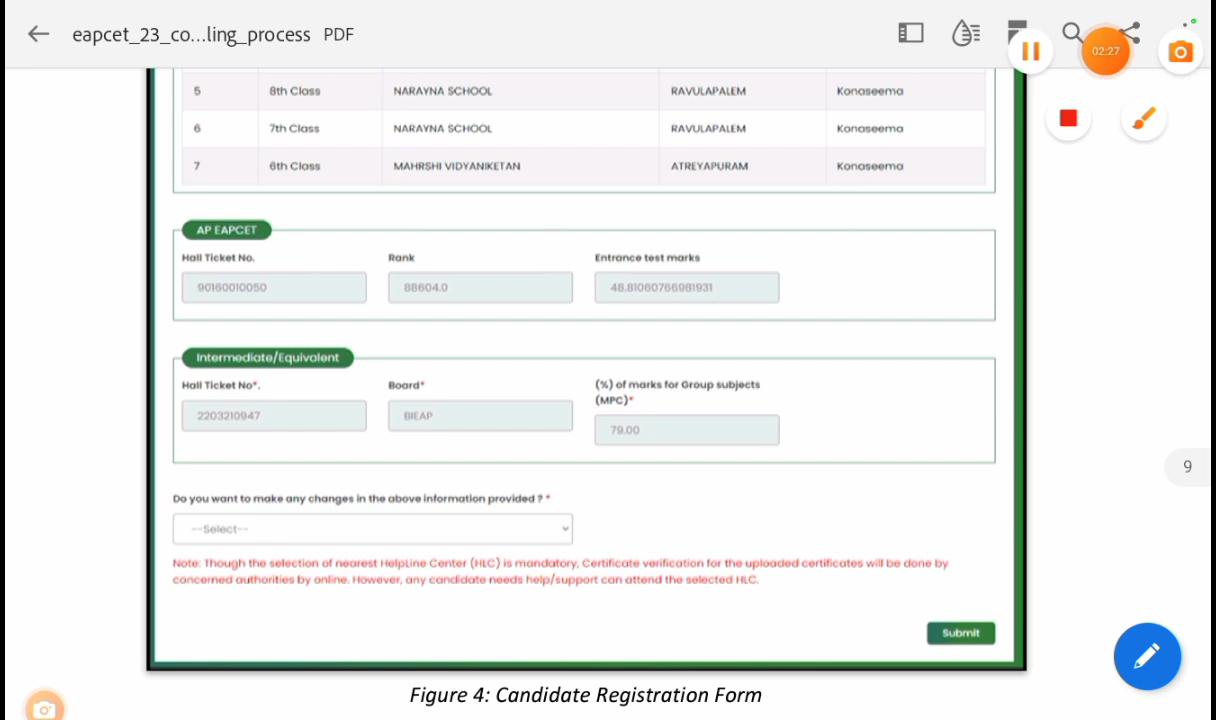 eapcet_23_co...ling_process PDF
02:27
5 8th Class NARAYNA SCHOOL RAVULAPALEM Konaseema
6 7th Class NARAYNA SCHOOL RAVULAPALEM Konaseema
7 6th Class MAHRSHI VIDYANIKETAN ATREYAPURAM Konaseema
AP EAPCET
Hall Ticket No. Rank Entrance test marks
90160010050 88604.0 48.81060766981931
Intermediate/Equivalent
Hall Ticket No*. Board* (%) of marks for Group subjects
(MPC)*
2203210947 BIEAP 79.00
9
Do you want to make any changes in the above information provided ? *
--Select--
Note: Though the selection of nearest HelpLine Center (HLC) is mandatory, Certificate verification for the uploaded certificates will be done by
concerned authorities by online. However, any candidate needs help/support can attend the selected HLC.
Submit
Figure 4: Candidate Registration Form